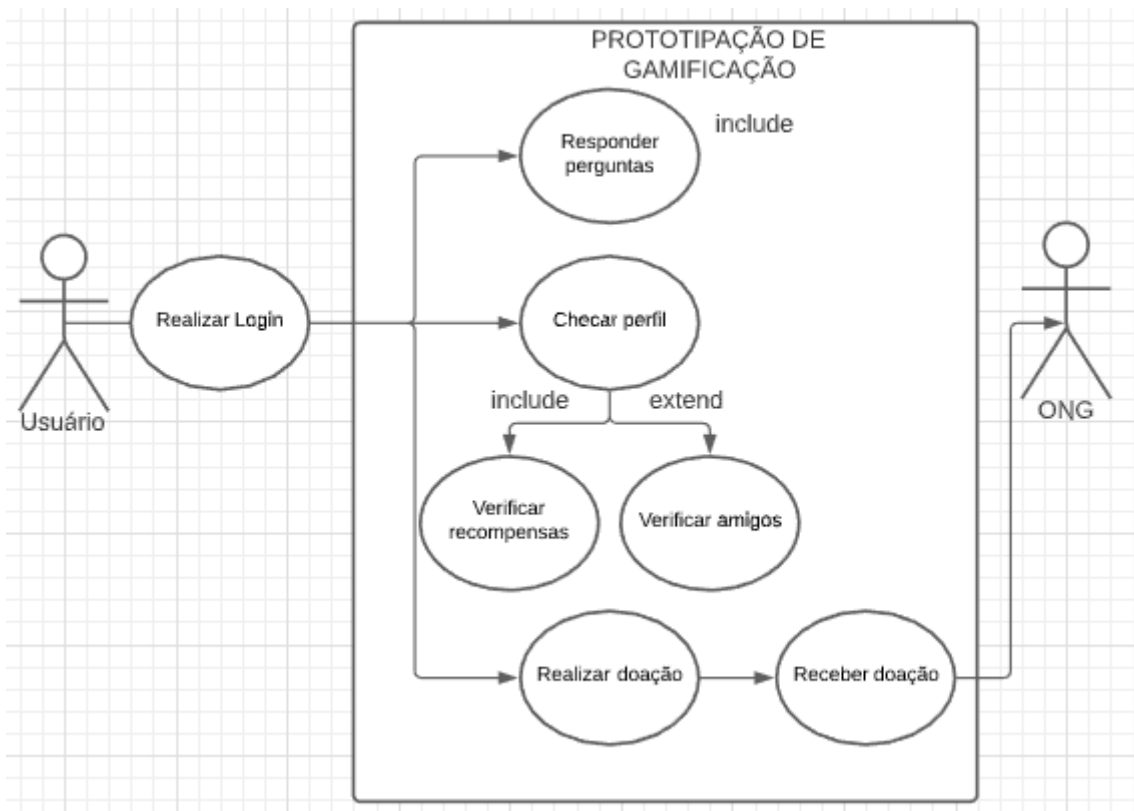 PROTOTIPAÇÃO DE
GAMIFICAÇÃO
Responder
perguntas
include
Realizar Login
Checar perfil
Usuário
ONG
include
extend
Verificar
recompensas
Verificar amigos
Realizar doação
Receber doação